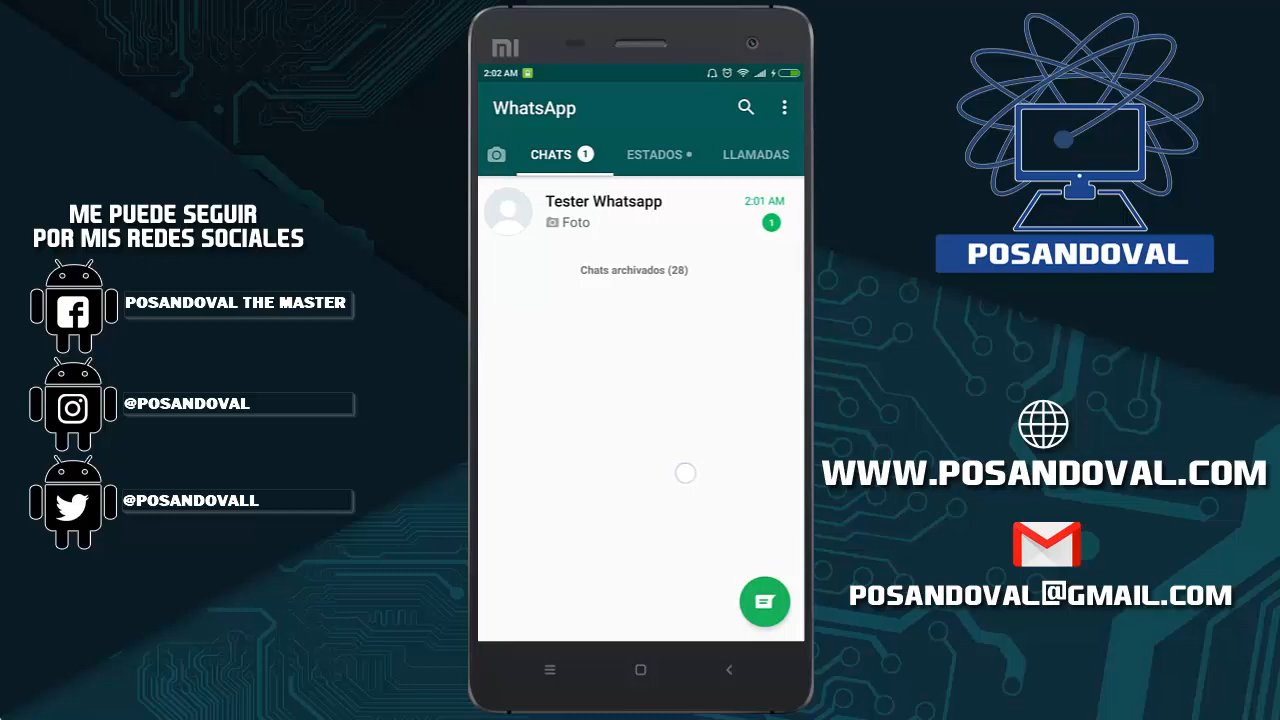 ME PUEDE SEGUIR
POR MIS REDES SOCIALES
POSANDOVAL THE MASTER
@POSANDOVAL
@POSANDOVALL
MI
2:02 AM
WhatsApp
CHATS 1
ESTADOS
LLAMADAS
Tester Whatsapp
2:01 AM
Foto
1
Chats archivados (28)
POSANDOVAL
WWW.POSANDOVAL.COM
POSANDOVAL@GMAIL.COM